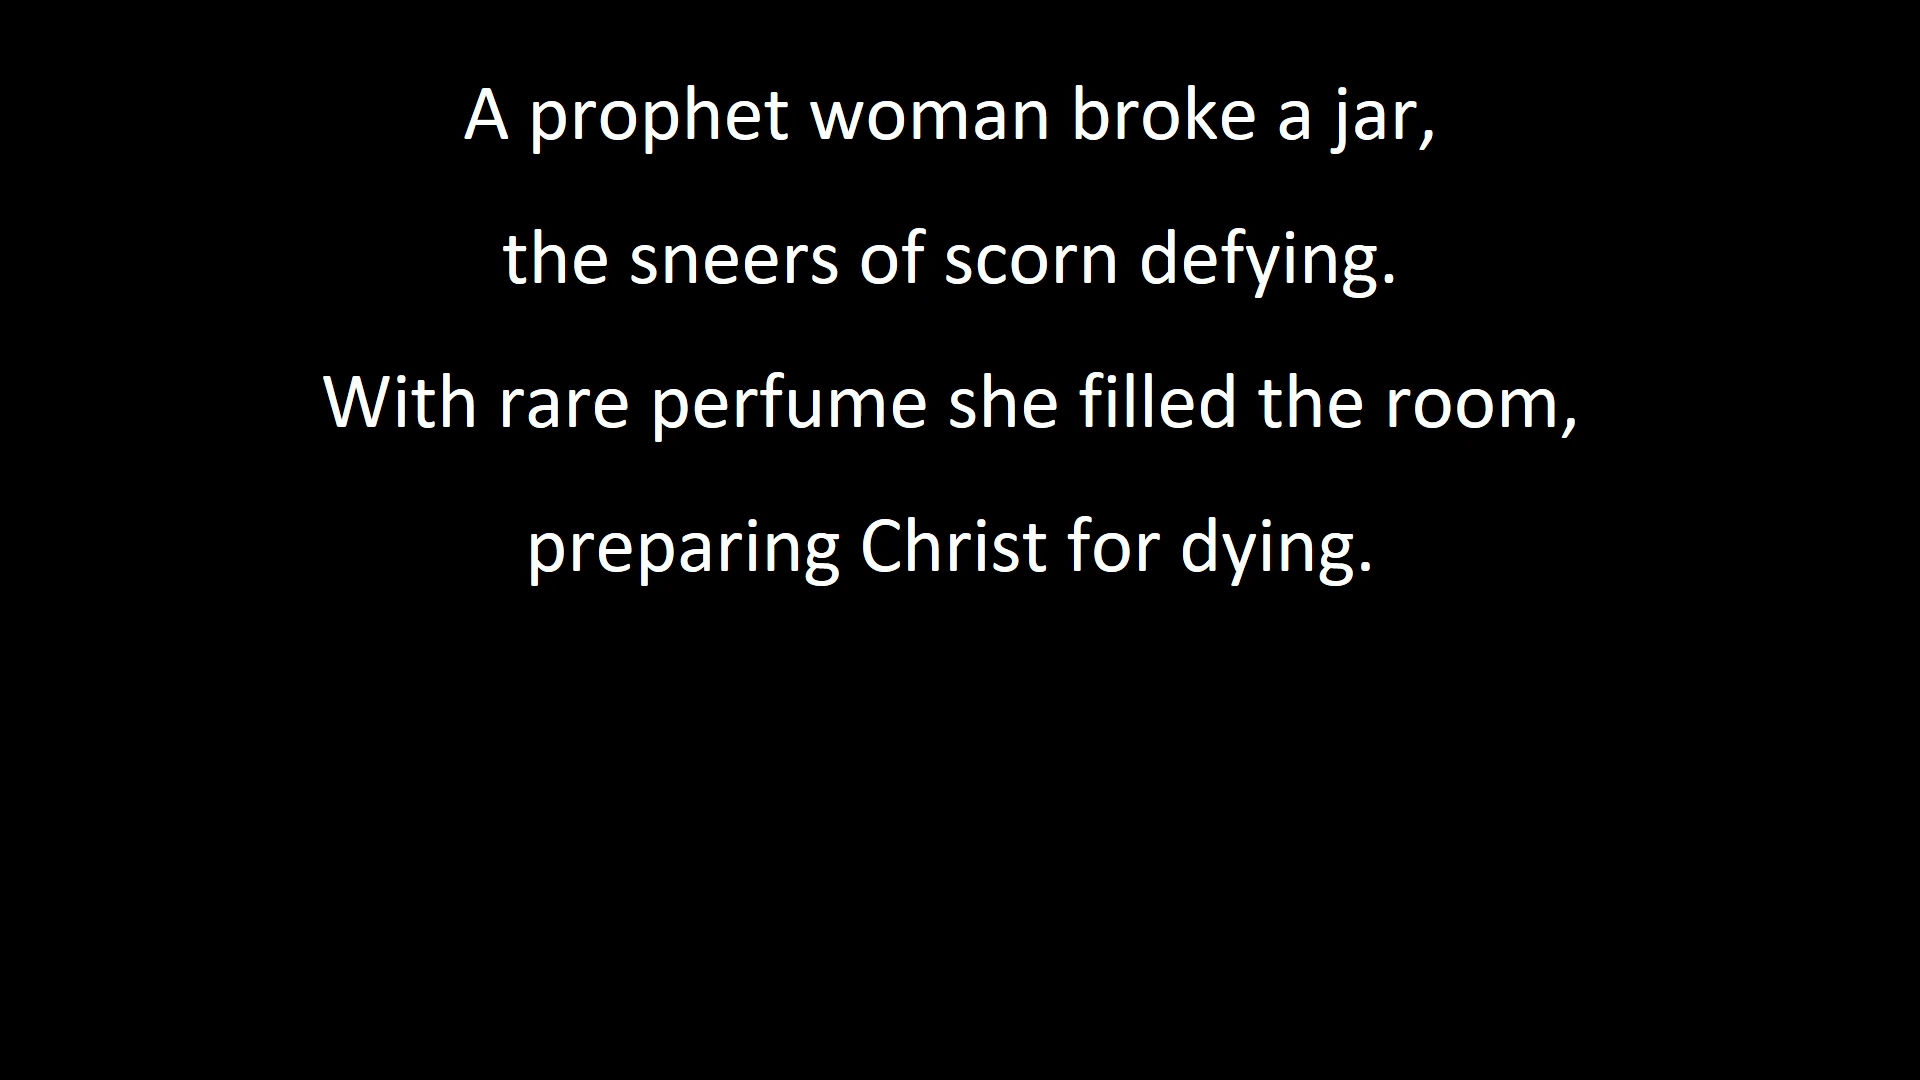 A prophet woman broke a jar,
the sneers of scorn defying.
With rare perfume she filled the room,
preparing Christ for dying.